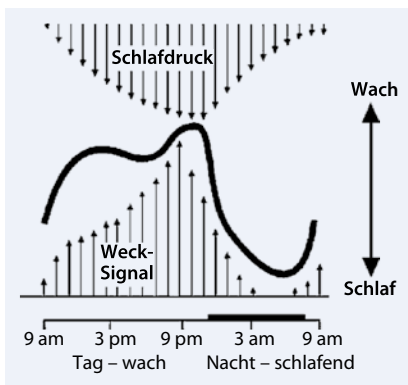 Schlafdruck
Wach
Weck-
Signal
Schlaf
9 am 3 pm 9 pm 3 am 9 am
Tag – wach Nacht – schlafend